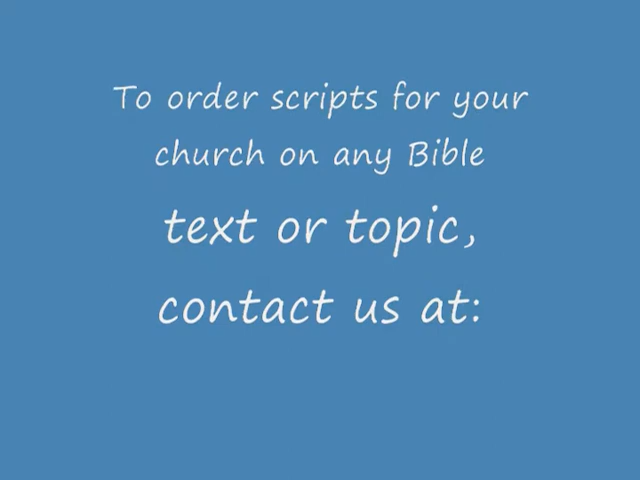 To order scripts for your
church on any Bible
text or topic,
contact us at: